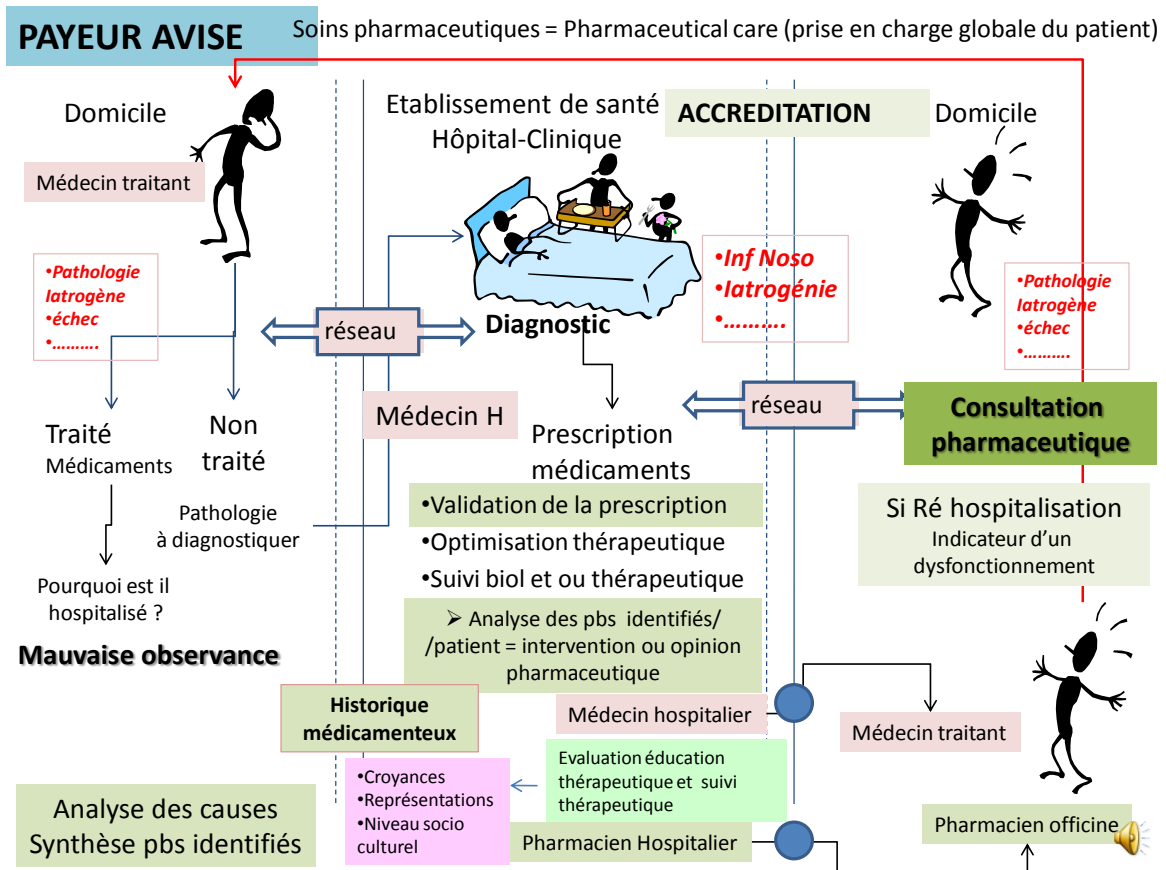 PAYEUR AVISE
Soins pharmaceutiques = Pharmaceutical care (prise en charge globale du patient)
Domicile
Médecin traitant
•Pathologie
Iatrogène
•échec
•……….
Traité
Médicaments
Non
traité
Pourquoi est il
hospitalisé ?
Pathologie
à diagnostiquer
Mauvaise observance
Analyse des causes
Synthèse pbs identifiés
réseau
Etablissement de santé
Hôpital-Clinique
ACCREDITATION
•Inf Noso
•Iatrogénie
•……….
Diagnostic
Médecin H
Prescription
médicaments
•Validation de la prescription
•Optimisation thérapeutique
•Suivi biol et ou thérapeutique
➢ Analyse des pbs identifiés/
/patient = intervention ou opinion
pharmaceutique
Historique
médicamenteux
Médecin hospitalier
•Croyances
•Représentations
•Niveau socio
culturel
Evaluation éducation
thérapeutique et suivi
thérapeutique
Pharmacien Hospitalier
réseau
Domicile
•Pathologie
Iatrogène
•échec
•……….
Consultation
pharmaceutique
Si Ré hospitalisation
Indicateur d’un
dysfonctionnement
Médecin traitant
Pharmacien officine